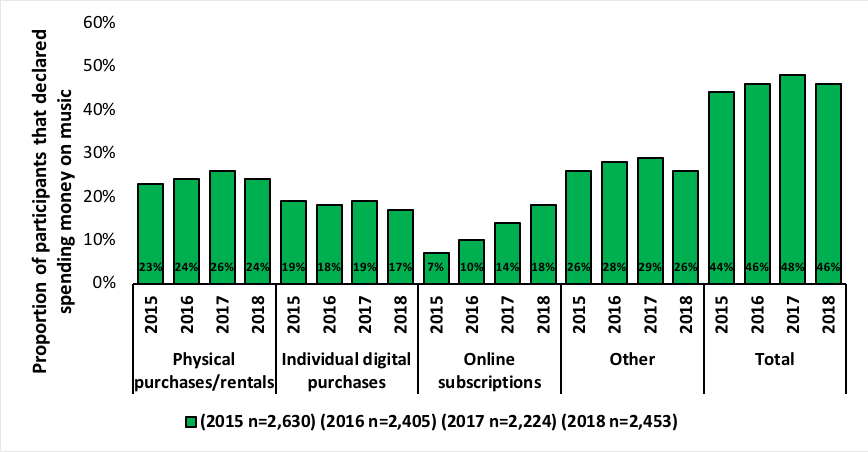 Proportion of participants that declared
spending money on music
60%
50%
40%
30%
20%
10%
0%
23% 24% 26% 24% 19% 18% 19% 17% 7% 10% 14% 18% 26% 28% 29% 26% 44% 46% 48% 46%
2015 2016 2017 2018 2015 2016 2017 2018 2015 2016 2017 2018 2015 2016 2017 2018 2015 2016 2017 2018
Physical Individual digital Online Other Total
purchases/rentals purchases subscriptions
(2015 n=2,630) (2016 n=2,405) (2017 n=2,224) (2018 n=2,453)